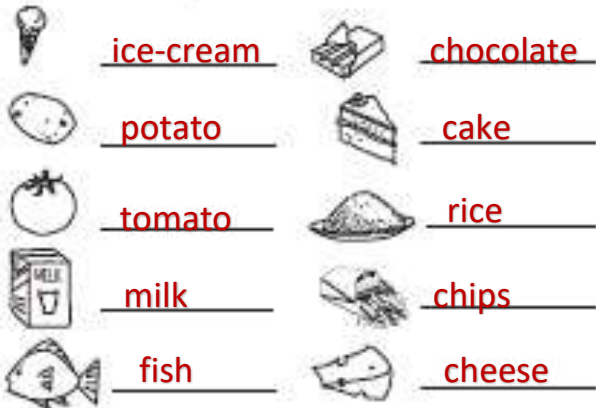 ice-cream chocolate
potato cake
tomato rice
MILK
milk chips
fish cheese